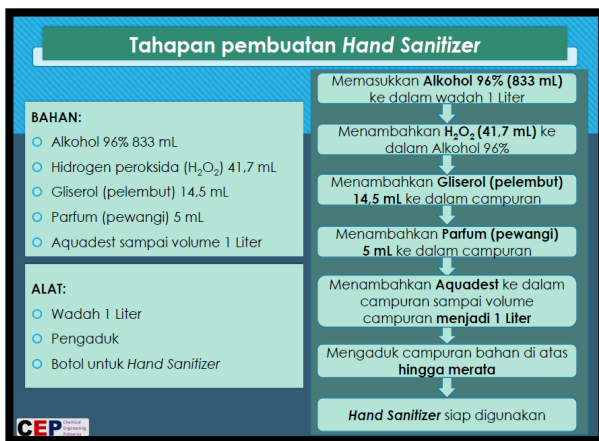 Tahapan pembuatan Hand Sanitizer
BAHAN:
Alkohol 96% 833 mL
Hidrogen peroksida (H₂O₂) 41,7 mL
Gliserol (pelembut) 14,5 mL
Parfum (pewangi) 5 mL
Aquadest sampai volume 1 Liter
ALAT:
Wadah 1 Liter
Pengaduk
Botol untuk Hand Sanitizer
Memasukkan Alkohol 96% (833 mL)
ke dalam wadah 1 Liter
Menambahkan H₂O₂ (41,7 mL) ke
dalam Alkohol 96%
Menambahkan Gliserol (pelembut)
14,5 mL ke dalam campuran
Menambahkan Parfum (pewangi)
5 mL ke dalam campuran
Menambahkan Aquadest ke dalam
campuran sampai volume
campuran menjadi 1 Liter
Mengaduk campuran bahan di atas
hingga merata
Hand Sanitizer siap digunakan
CEP
Chemical
Engineering